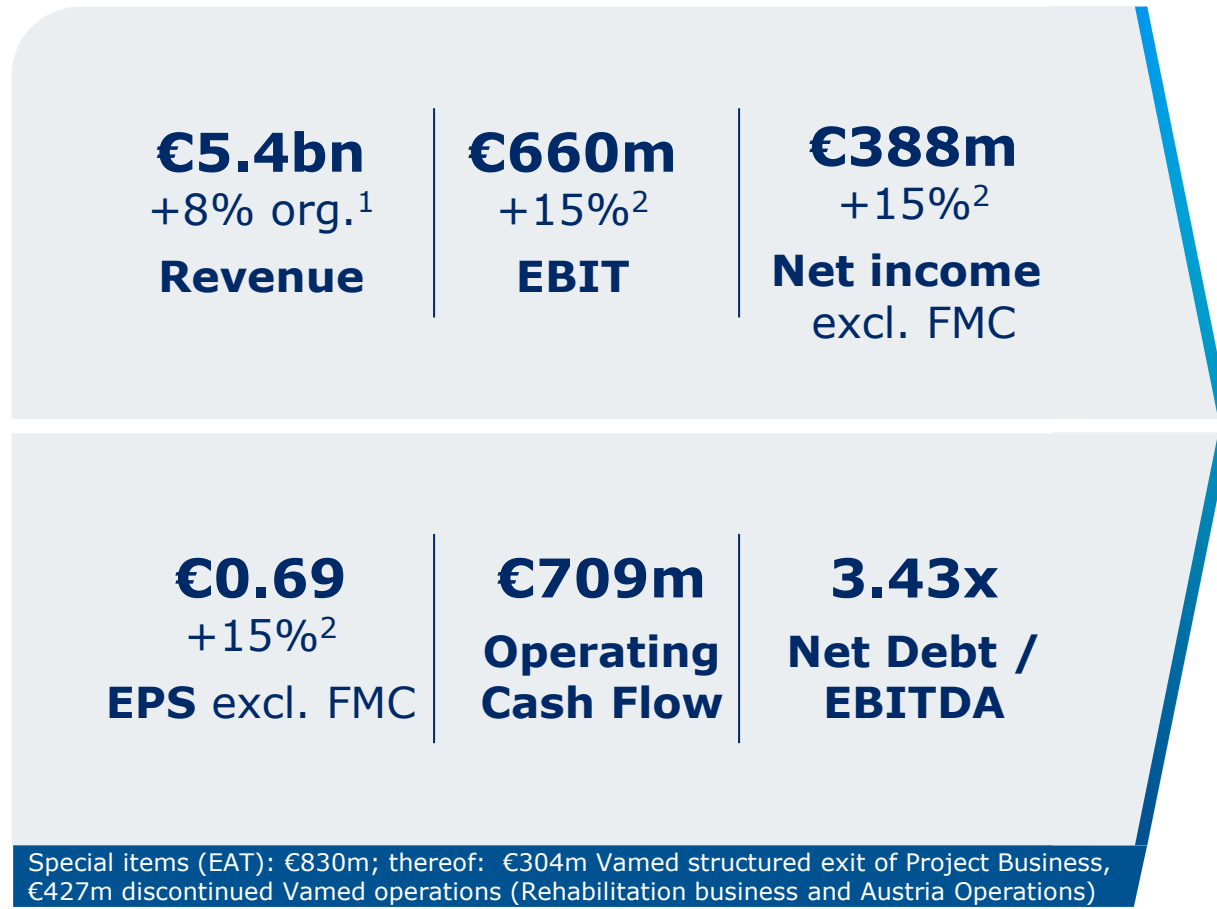 €5.4bn
+8% org.¹
Revenue
€660m
+15%²
EBIT
€388m
+15%²
Net income
excl. FMC
€0.69
+15%²
EPS excl. FMC
€709m
Operating
Cash Flow
3.43x
Net Debt /
EBITDA
Special items (EAT): €830m; thereof: €304m Vamed structured exit of Project Business,
€427m discontinued Vamed operations (Rehabilitation business and Austria Operations)